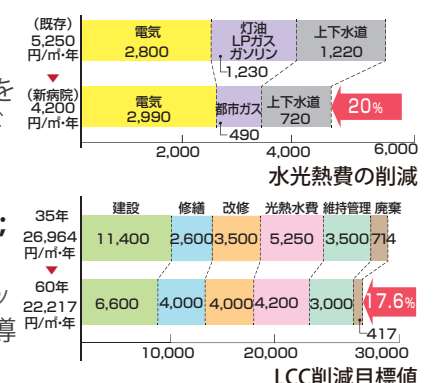 (既存)
5,250
円/㎡·年
電気
2,800
灯油
LPガス
ガソリン
1,230
上下水道
1,220
を
(新病院)
4,200
円/㎡·年
電気
2,990
都市ガス
490
上下水道
720
20%
2,000 4,000 6,000
水光熱費の削減
建設 修繕 改修 光熱水費 維持管理 廃棄
35年
26,964
円/㎡·年
11,400 2,600 3,500 5,250 3,500 714
60年
22,217
円/㎡·年
6,600 4,000 4,000 4,200 3,000 17.6%
417
ッ
導
10,000 20,000 30,000
LCC削減目標値